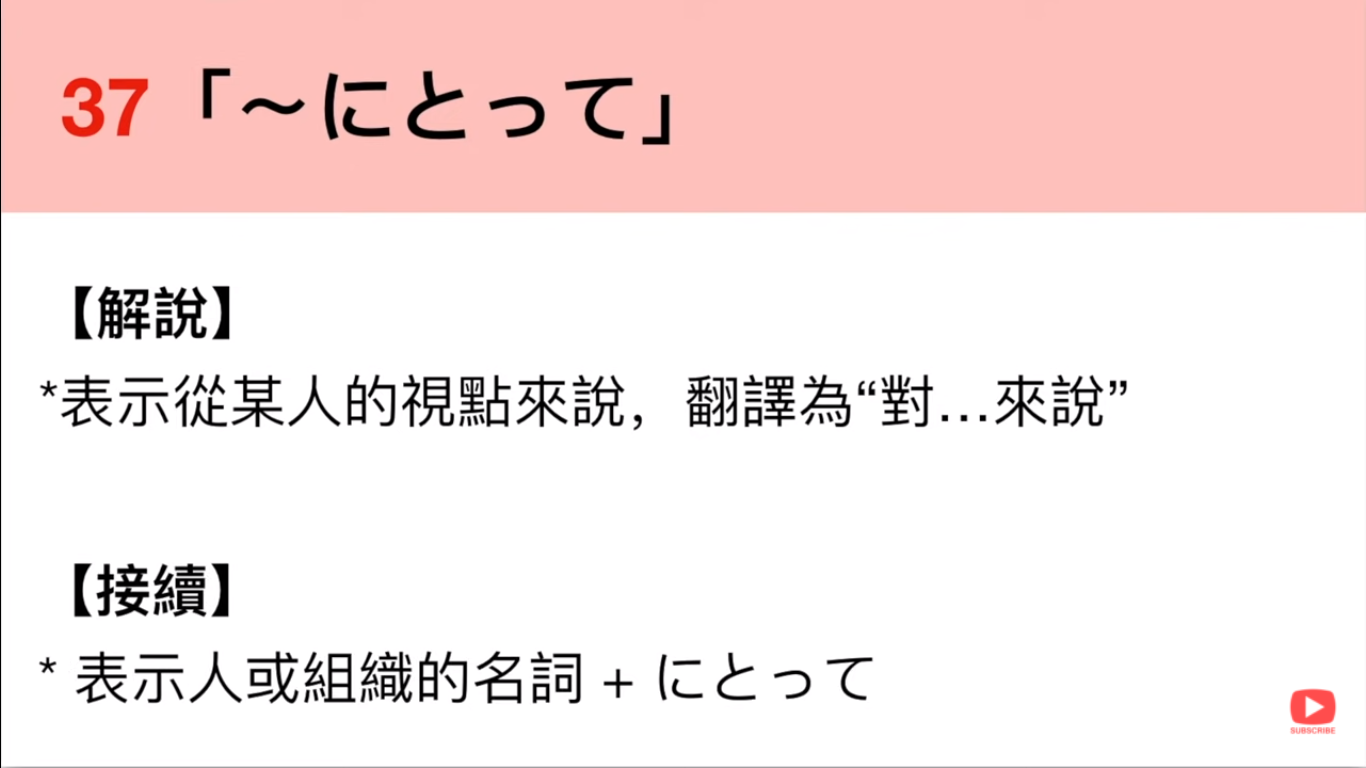 37「～にとって」
【解說】
*表示從某人的視點來說，翻譯為“對…來說”
【接續】
* 表示人或組織的名詞 + にとって
SUBSCRIBE